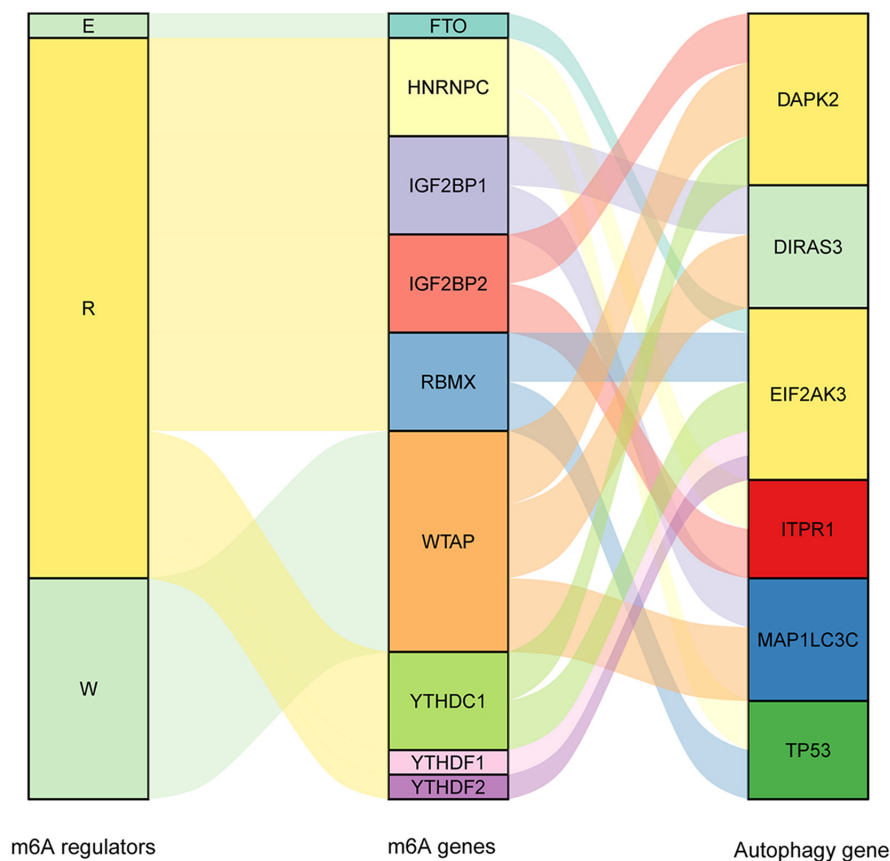 E
R
W
m6A regulators
FTO
HNRNPC
IGF2BP1
IGF2BP2
RBMX
WTAP
YTHDC1
YTHDF1
YTHDF2
m6A genes
DAPK2
DIRAS3
EIF2AK3
ITPR1
MAP1LC3C
TP53
Autophagy gene